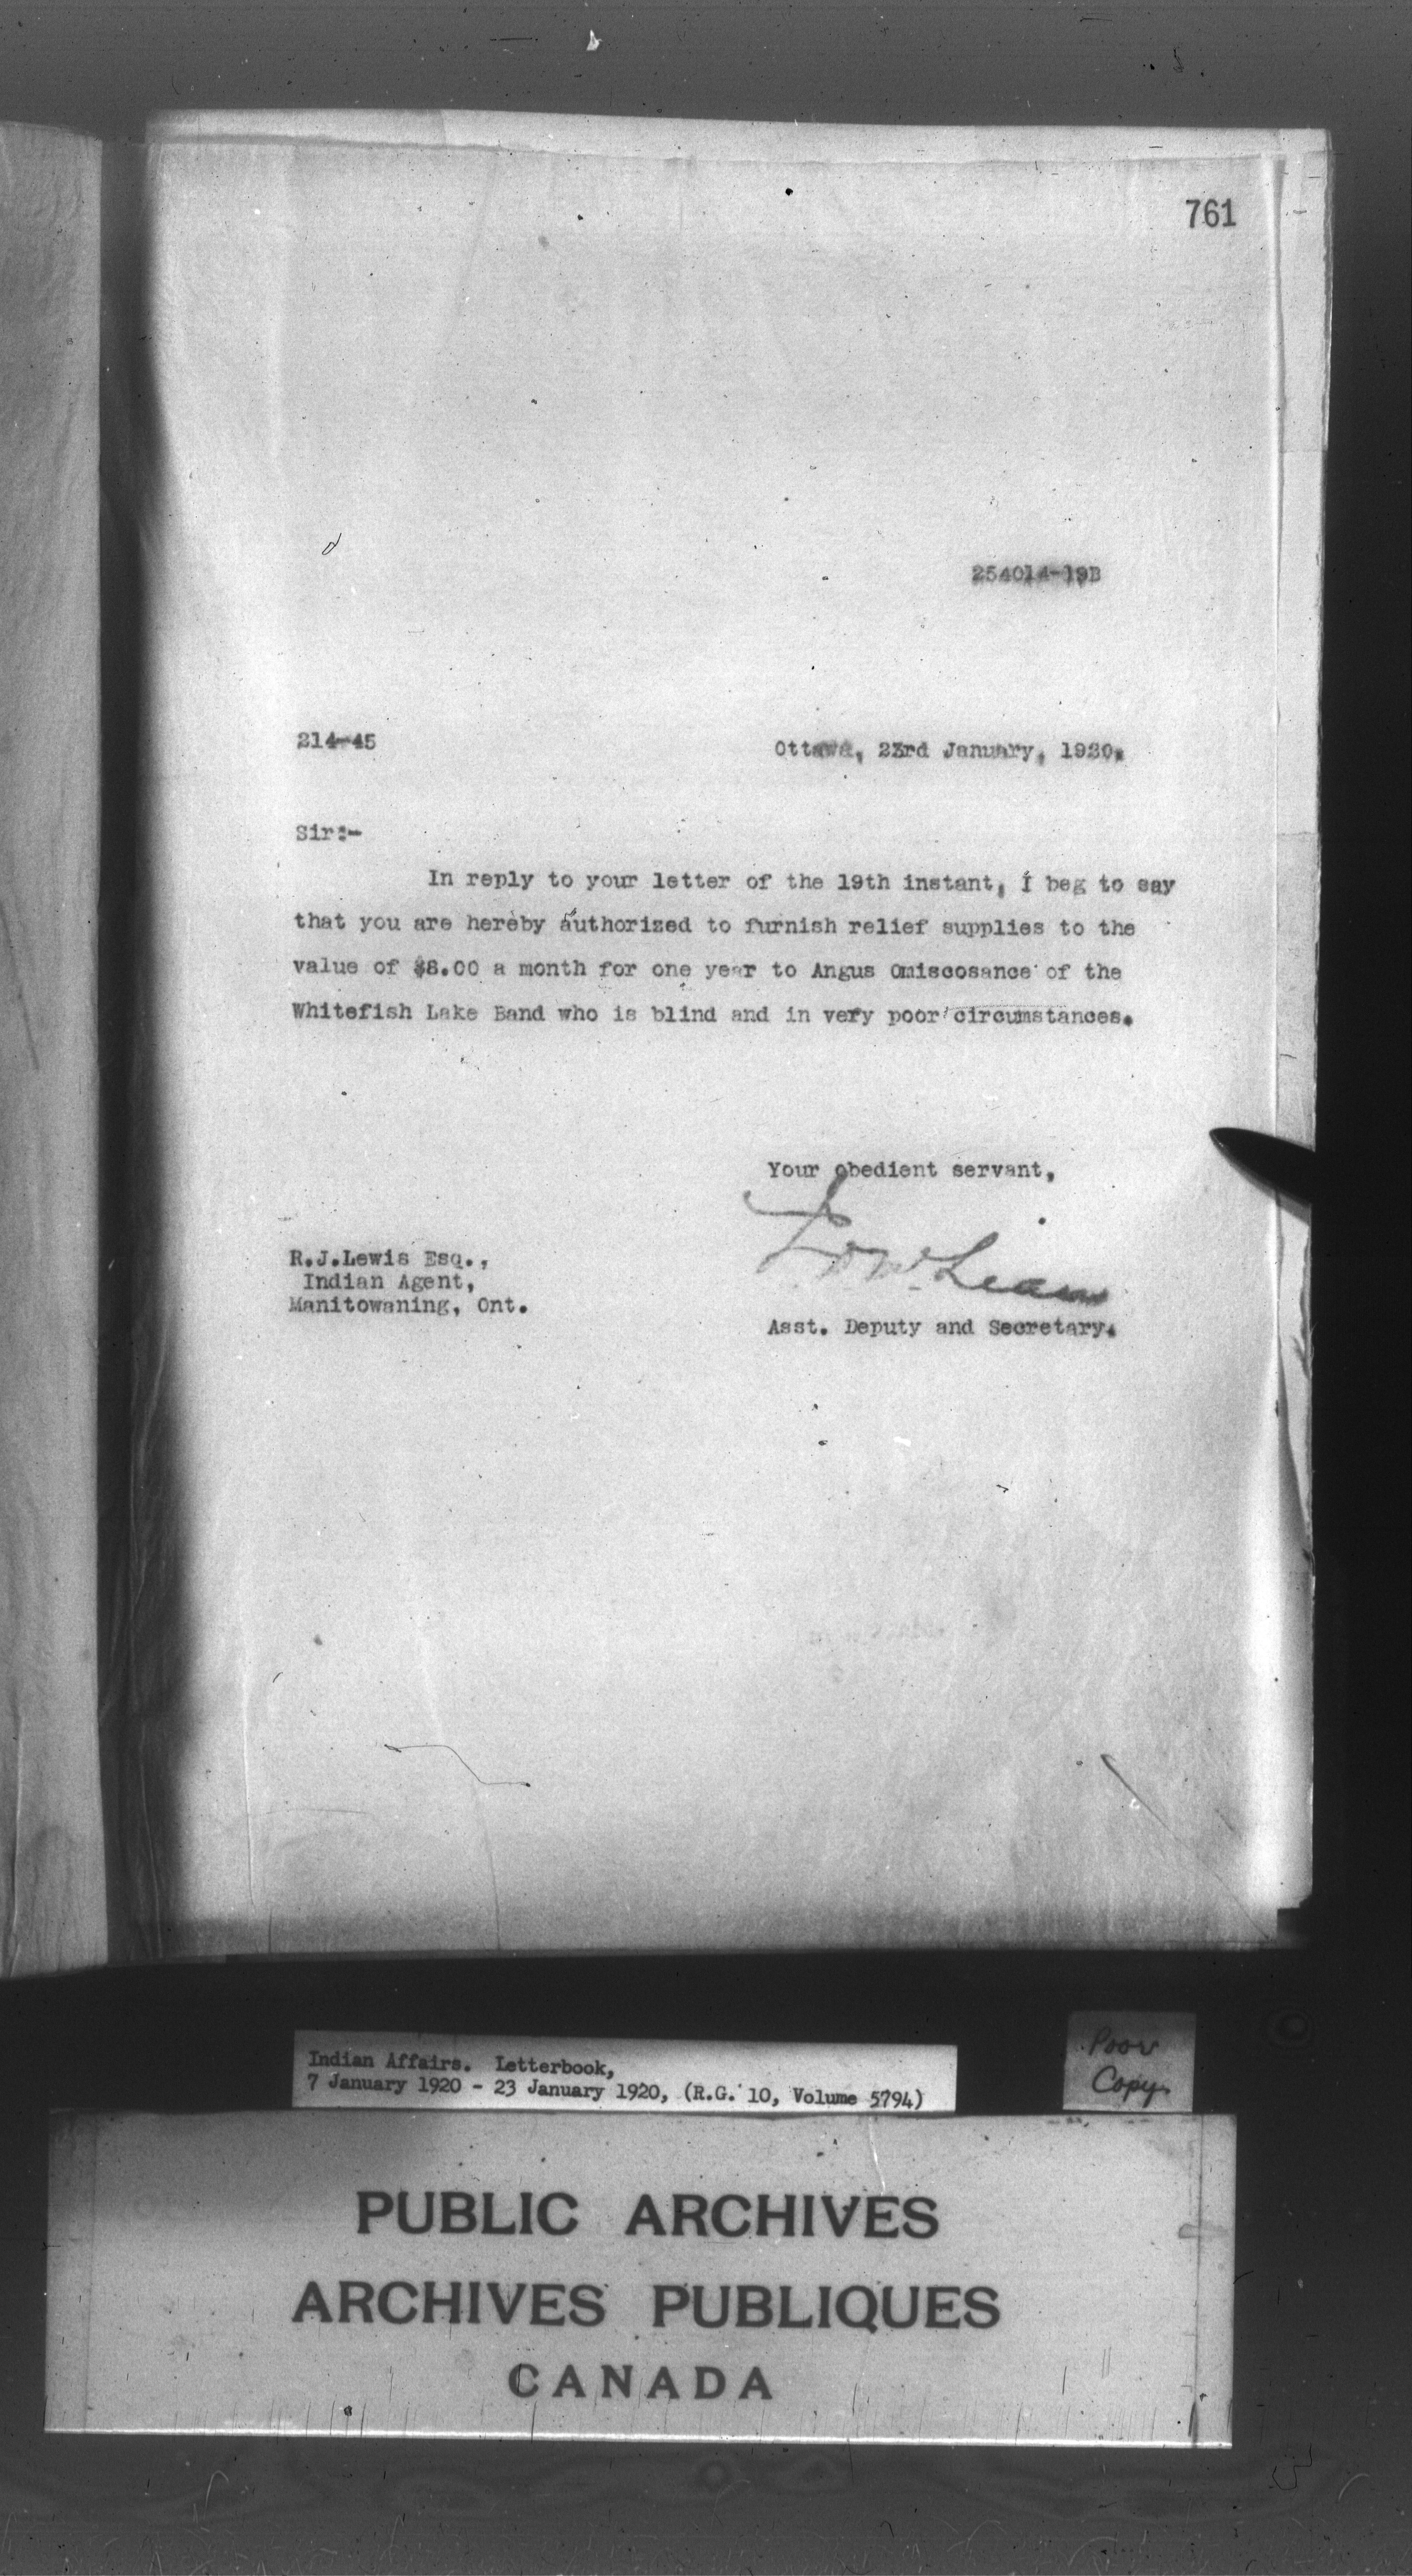 761
254014-19B
214-45
Ottawa, 23rd January, 1920.
Sir:-
In reply to your letter of the 19th instant, I beg to say
that you are hereby authorized to furnish relief supplies to the
value of $8.00 a month for one year to Angus Omiscosance of the
Whitefish Lake Band who is blind and in very poor circumstances.
Your obedient servant,
R.J.Lewis Esq.,
Indian Agent,
Manitowaning, Ont.
Asst. Deputy and Secretary.
Indian Affairs. Letterbook,
7 January 1920 - 23 January 1920, (R.G. 10, Volume 5794)
Poor
Copy
PUBLIC ARCHIVES
ARCHIVES PUBLIQUES
CANADA